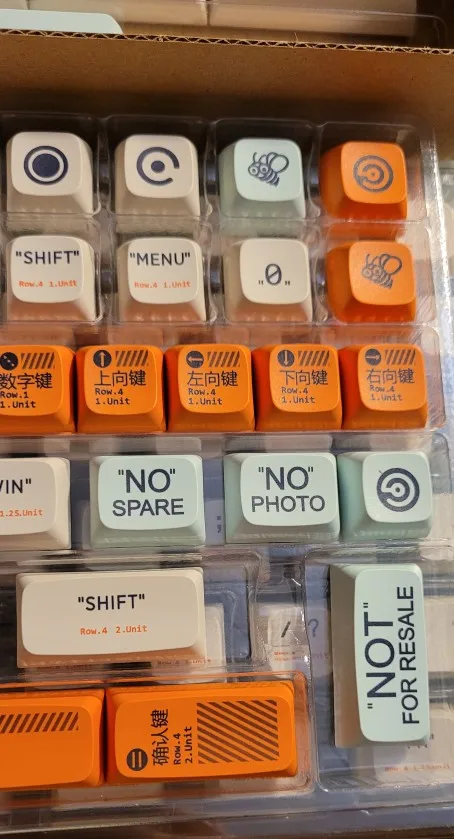 "SHIFT"
Row.4 1.Unit
"MENU"
Row.4 1.Unit
"0"
数字键
Row.1
1.Unit
上向键
Row.4
1.Unit
左向键
Row.4
1.Unit
下向键
Row.4
1.Unit
右向键
Row.4
1.Unit
WIN"
1.25.Unit
"NO"
SPARE
"NO"
PHOTO
"SHIFT"
Row.4 2.Unit
/ ?
"NOT"
FOR RESALE
确认键
Row.4
2.Unit